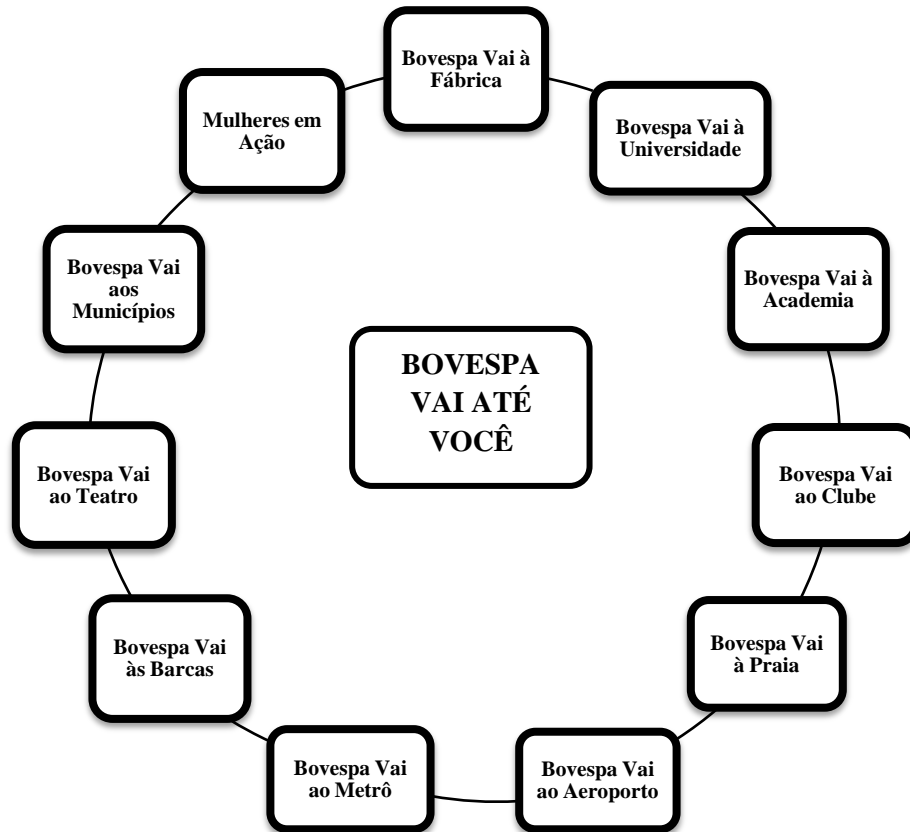 Bovespa Vai à
Fábrica
Bovespa Vai à
Universidade
Bovespa Vai à
Academia
Bovespa Vai
ao Clube
Bovespa Vai
à Praia
Bovespa Vai
ao Aeroporto
Bovespa Vai
ao Metrô
Bovespa Vai
às Barcas
Bovespa Vai
ao Teatro
Bovespa Vai
aos
Municípios
Mulheres em
Ação
BOVESPA
VAI ATÉ
VOCÊ